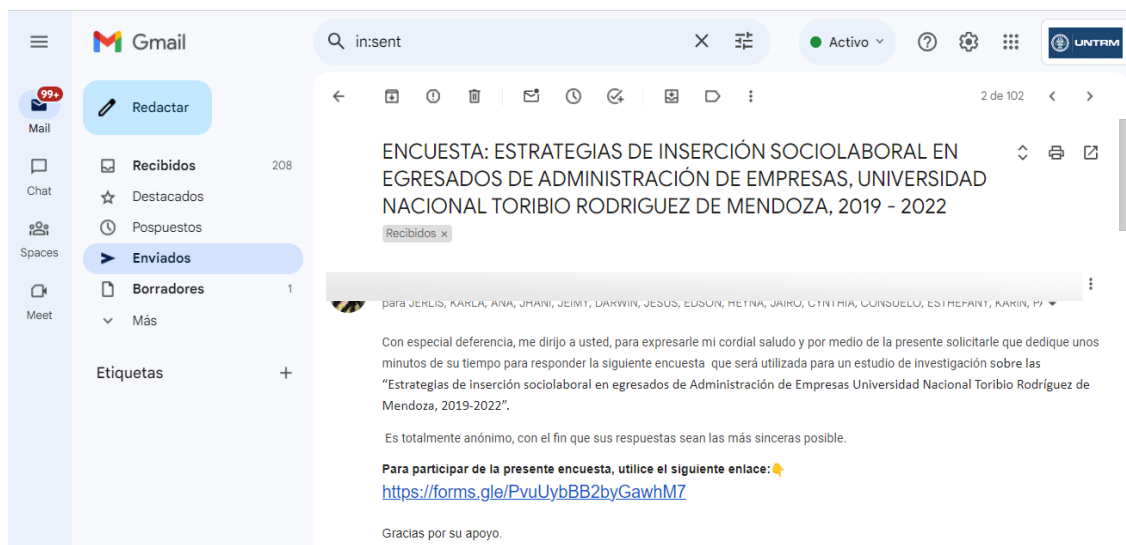 Gmail
in:sent
Activo
UNTRM
99+
Mail
Redactar
2 de 102
Chat
Recibidos 208
Destacados
Spaces
Pospuestos
Enviados
Meet
Borradores 1
Más
Etiquetas
ENCUESTA: ESTRATEGIAS DE INSERCIÓN SOCIOLABORAL EN
EGRESADOS DE ADMINISTRACIÓN DE EMPRESAS, UNIVERSIDAD
NACIONAL TORIBIO RODRIGUEZ DE MENDOZA, 2019 - 2022
Recibidos x
para JERLIS, KARLA, ANA, JHANI, JEIMY, DARWIN, JESUS, EDSON, HEYNA, JAIRO, CYNTHIA, CONSUELO, ESTHEFANY, KARIN,
Con especial deferencia, me dirijo a usted, para expresarle mi cordial saludo y por medio de la presente solicitarle que dedique unos
minutos de su tiempo para responder la siguiente encuesta que será utilizada para un estudio de investigación sobre las
“Estrategias de inserción sociolaboral en egresados de Administración de Empresas Universidad Nacional Toribio Rodríguez de
Mendoza, 2019-2022”.
Es totalmente anónimo, con el fin que sus respuestas sean las más sinceras posible.
Para participar de la presente encuesta, utilice el siguiente enlace:👇
https://forms.gle/PvuUybBB2byGawhM7
Gracias por su apoyo.